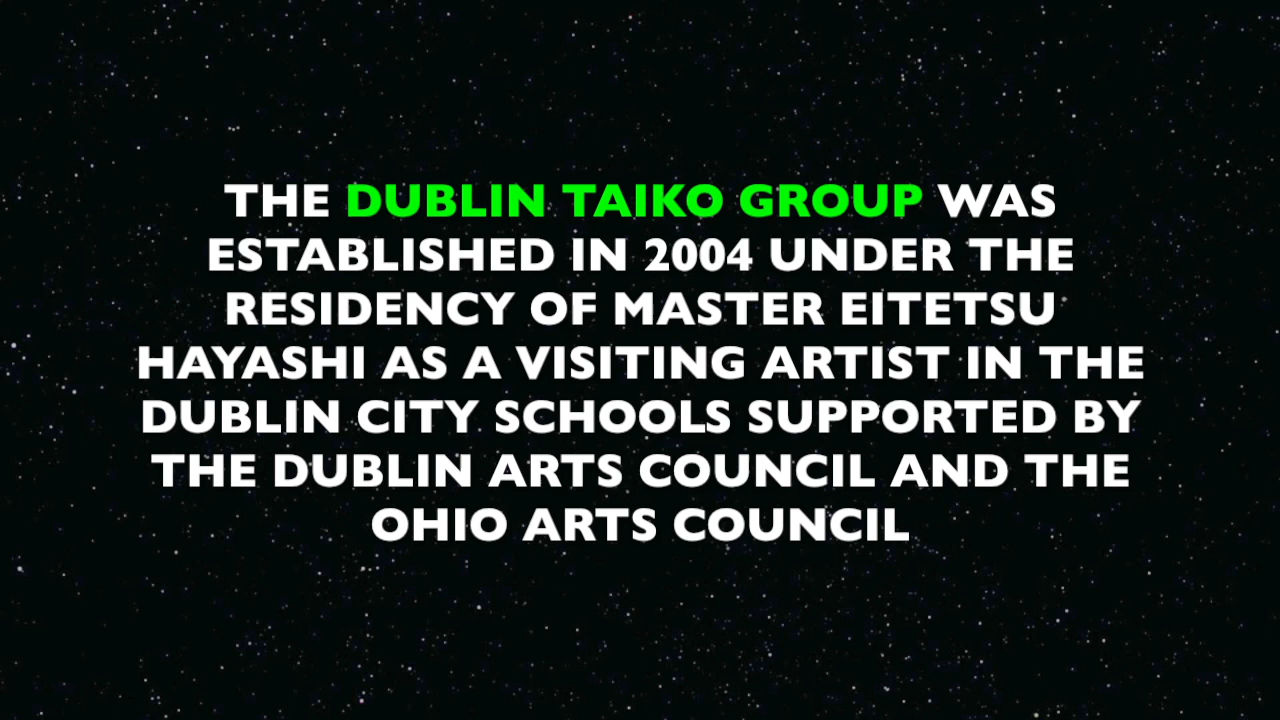 THE DUBLIN TAIKO GROUP WAS
ESTABLISHED IN 2004 UNDER THE
RESIDENCY OF MASTER EITETSU
HAYASHI AS A VISITING ARTIST IN THE
DUBLIN CITY SCHOOLS SUPPORTED BY
THE DUBLIN ARTS COUNCIL AND THE
OHIO ARTS COUNCIL